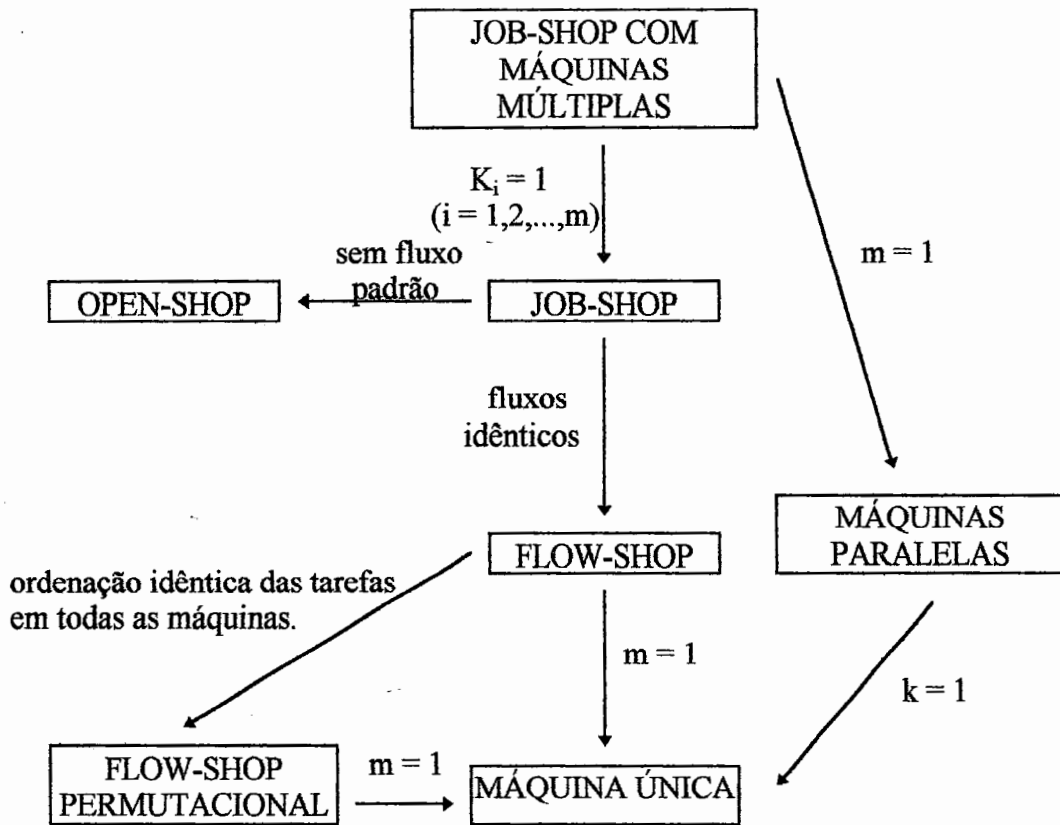 JOB-SHOP COM
MÁQUINAS
MÚLTIPLAS
K_i = 1
(i = 1,2,...,m)
m = 1
sem fluxo
padrão
OPEN-SHOP
JOB-SHOP
fluxos
idênticos
MÁQUINAS
PARALELAS
FLOW-SHOP
ordenação idêntica das tarefas
em todas as máquinas.
m = 1
k = 1
FLOW-SHOP
PERMUTACIONAL
m = 1
MÁQUINA ÚNICA